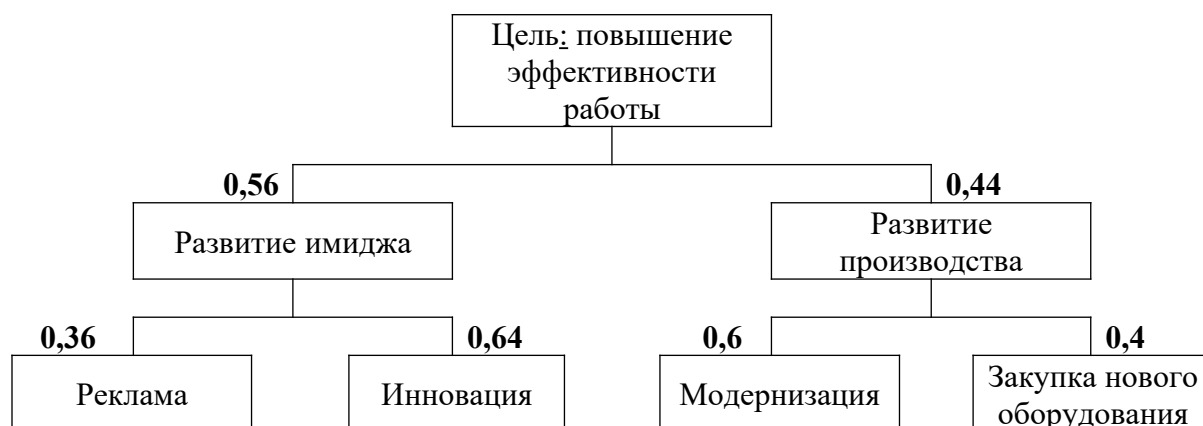 Цель: повышение
эффективности
работы
0,56
0,44
Развитие имиджа
Развитие
производства
0,36
0,64
0,6
0,4
Реклама
Инновация
Модернизация
Закупка нового
оборудования